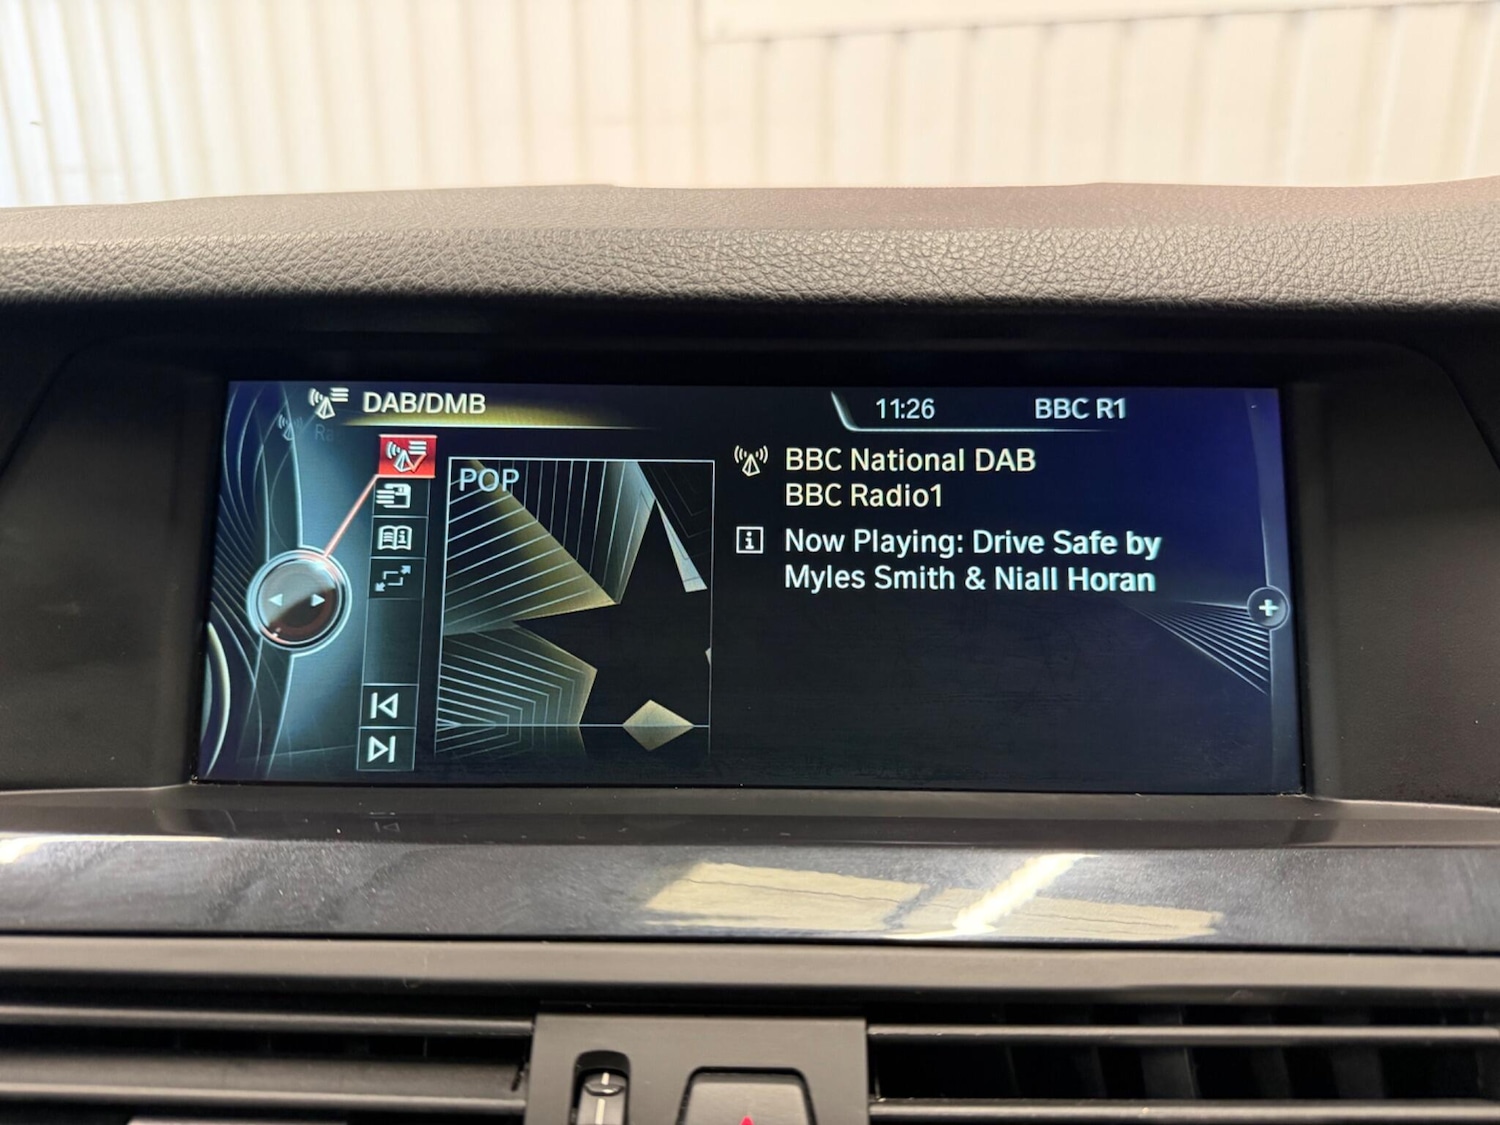 DAB/DMB
11:26
BBC R1
Ra
POP
BBC National DAB
BBC Radio1
Now Playing: Drive Safe by
Myles Smith & Niall Horan